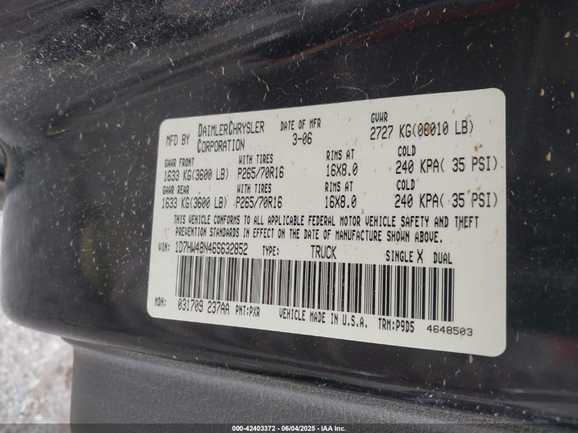 MFD BY DAIMLERCHRYSLER CORPORATION DATE OF MFR 3-06 GVWR 2727 KG(08010 LB)
GAWR FRONT WITH TIRES RIMS AT COLD
1633 KG(3600 LB) P265/70R16 16X8.0 240 KPA( 35 PSI)
GAWR REAR WITH TIRES RIMS AT COLD
1633 KG(3600 LB) P265/70R16 16X8.0 240 KPA( 35 PSI)
THIS VEHICLE CONFORMS TO ALL APPLICABLE FEDERAL MOTOR VEHICLE SAFETY AND THEFT
PREVENTION STANDARDS IN EFFECT ON THE DATE OF MANUFACTURE SHOWN ABOVE.
VIN: 1D7HW48N46S632852 TYPE: TRUCK SINGLE X DUAL
MDH: 031709 237AA PNT:PXR VEHICLE MADE IN U.S.A. TRM:P9D5 4648503
000-42403372 - 06/04/2025 - IAA Inc.